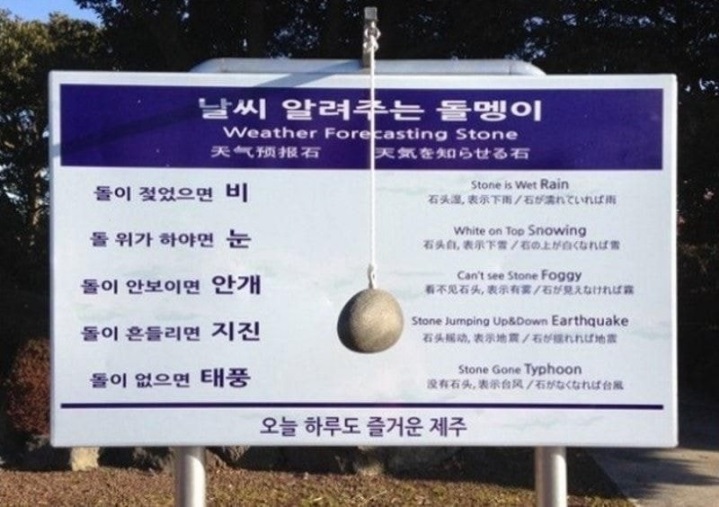 날씨 알려주는 돌멩이
Weather Forecasting Stone
天气预报石 天気を知らせる石
돌이 젖었으면 비
Stone is Wet Rain
石头湿, 表示下雨 / 石が濡れていれば雨
돌 위가 하야면 눈
White on Top Snowing
石头白, 表示下雪 / 石の上が白くなれば雪
돌이 안보이면 안개
Can't see Stone Foggy
看不见石头, 表示有雾 / 石が見えなければ霧
돌이 흔들리면 지진
Stone Jumping Up&Down Earthquake
石头摇动, 表示地震 / 石が揺れれば地震
돌이 없으면 태풍
Stone Gone Typhoon
没有石头, 表示台风 / 石がなくなれば台風
오늘 하루도 즐거운 제주